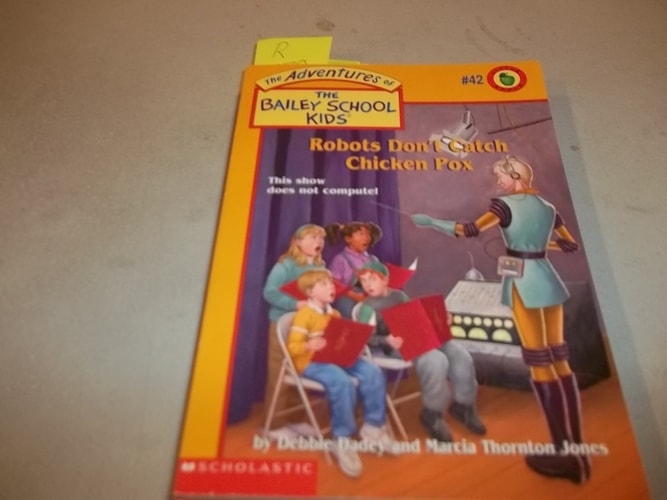 R
The Adventures of
THE
BAILEY SCHOOL
KIDS
#42
Robots Don't Catch
Chicken Pox
This show
does not compute!
by Debbie Dadey and Marcia Thornton Jones
SCHOLASTIC